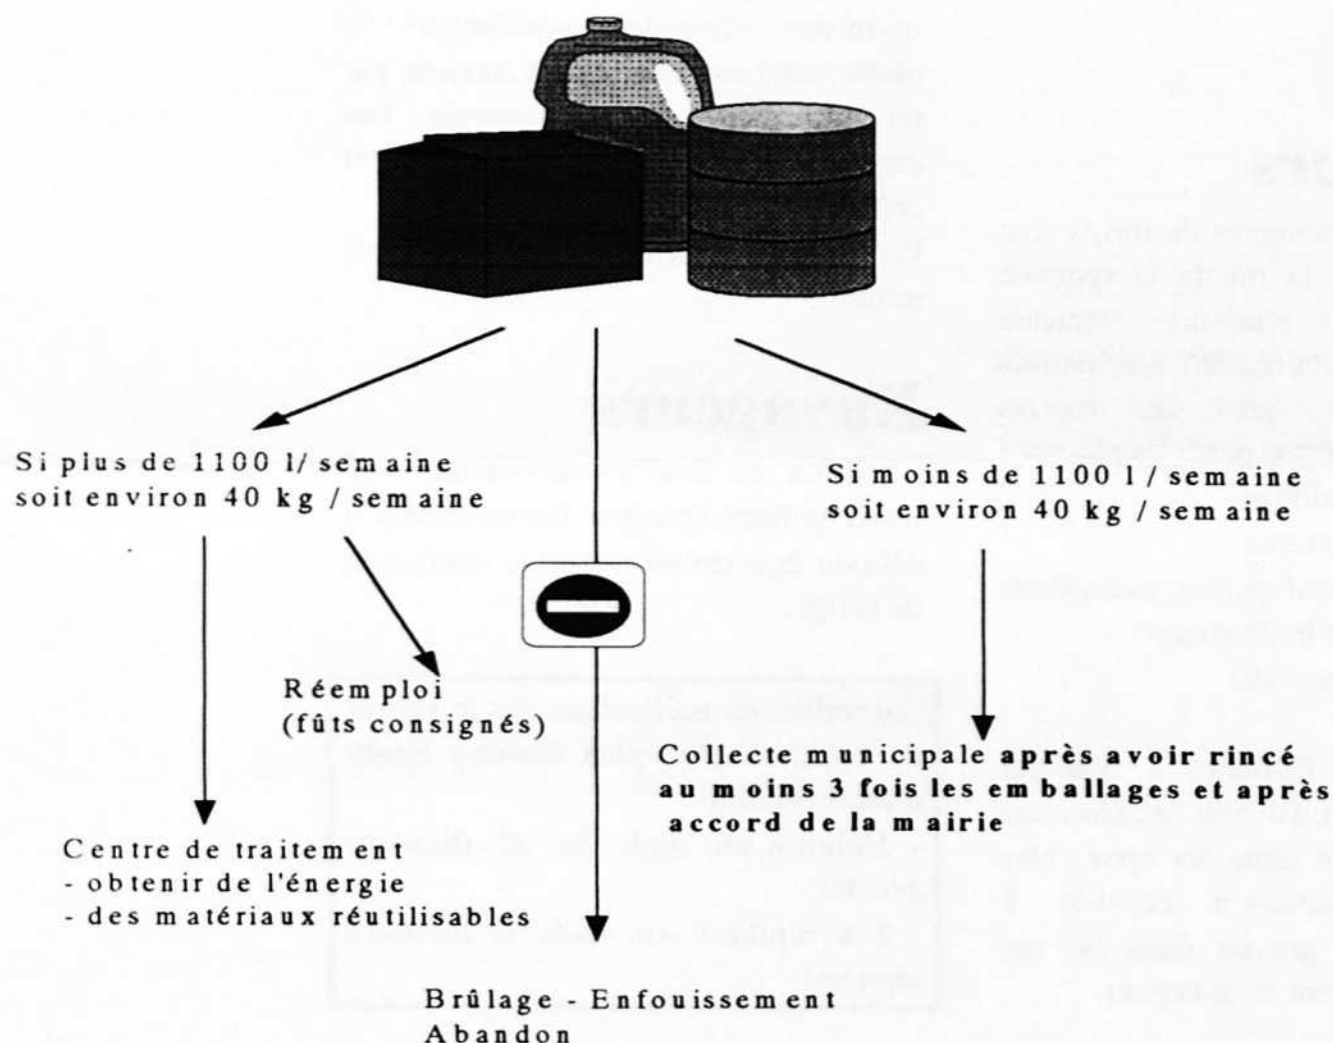 Si plus de 1100 l/semaine
soit environ 40 kg / semaine
Si moins de 1100 l/semaine
soit environ 40 kg / semaine
Réemploi
(fûts consignés)
Collecte municipale après avoir rincé
au moins 3 fois les emballages et après
accord de la mairie
Centre de traitement
- obtenir de l'énergie
- des matériaux réutilisables
Brûlage - Enfouissement
Abandon